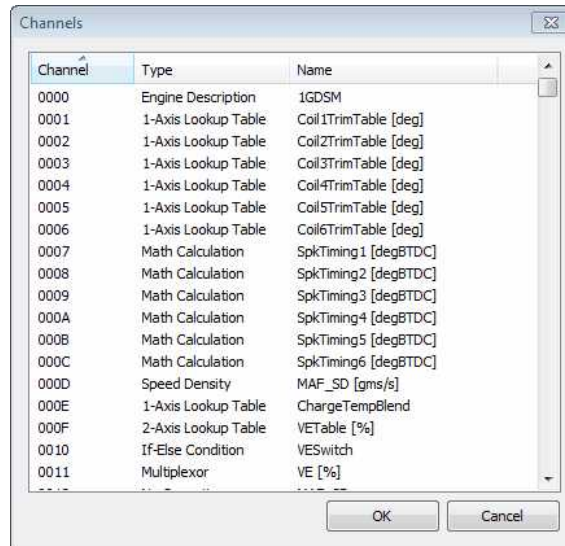 Channels
Channel Type Name
0000 Engine Description 1GDSM
0001 1-Axis Lookup Table Coil1TrimTable [deg]
0002 1-Axis Lookup Table Coil2TrimTable [deg]
0003 1-Axis Lookup Table Coil3TrimTable [deg]
0004 1-Axis Lookup Table Coil4TrimTable [deg]
0005 1-Axis Lookup Table Coil5TrimTable [deg]
0006 1-Axis Lookup Table Coil6TrimTable [deg]
0007 Math Calculation SpkTiming1 [degBTDC]
0008 Math Calculation SpkTiming2 [degBTDC]
0009 Math Calculation SpkTiming3 [degBTDC]
000A Math Calculation SpkTiming4 [degBTDC]
000B Math Calculation SpkTiming5 [degBTDC]
000C Math Calculation SpkTiming6 [degBTDC]
000D Speed Density MAF_SD [gms/s]
000E 1-Axis Lookup Table ChargeTempBlend
000F 2-Axis Lookup Table VETable [%]
0010 If-Else Condition VESwitch
0011 Multiplexor VE [%]
OK Cancel